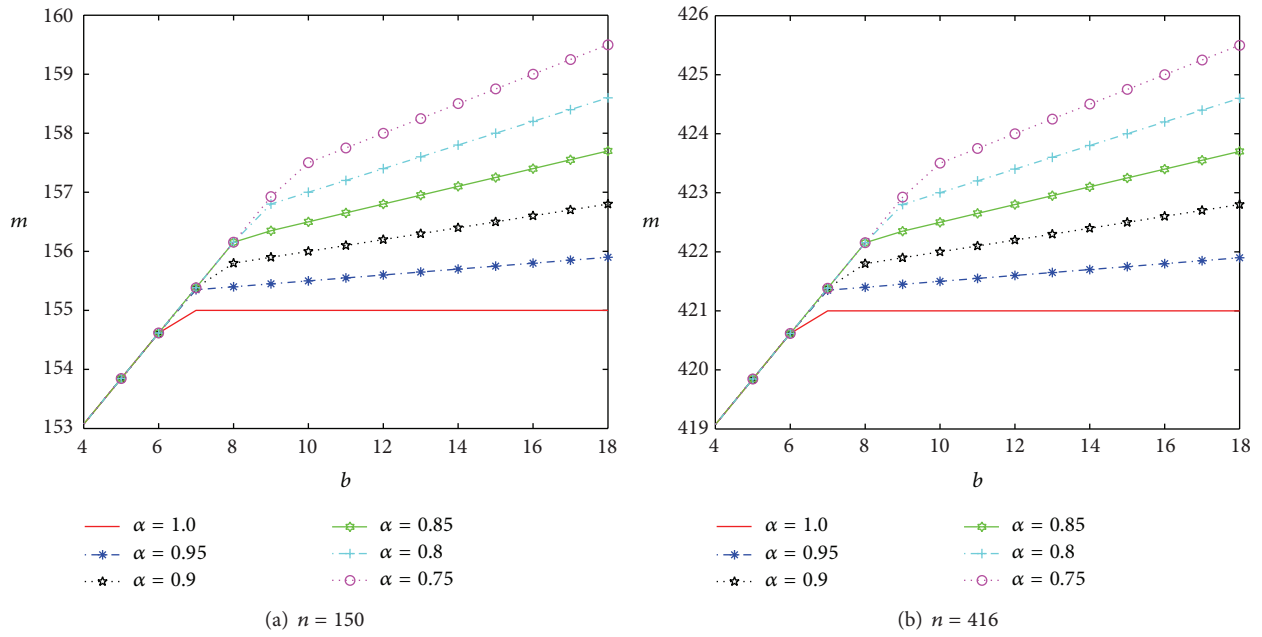 160
159
158
157
156
155
154
153
m
4 6 8 10 12 14 16 18
b
α = 1.0
α = 0.95
α = 0.9
α = 0.85
α = 0.8
α = 0.75
(a) n = 150
426
425
424
423
422
421
420
419
m
4 6 8 10 12 14 16 18
b
α = 1.0
α = 0.95
α = 0.9
α = 0.85
α = 0.8
α = 0.75
(b) n = 416